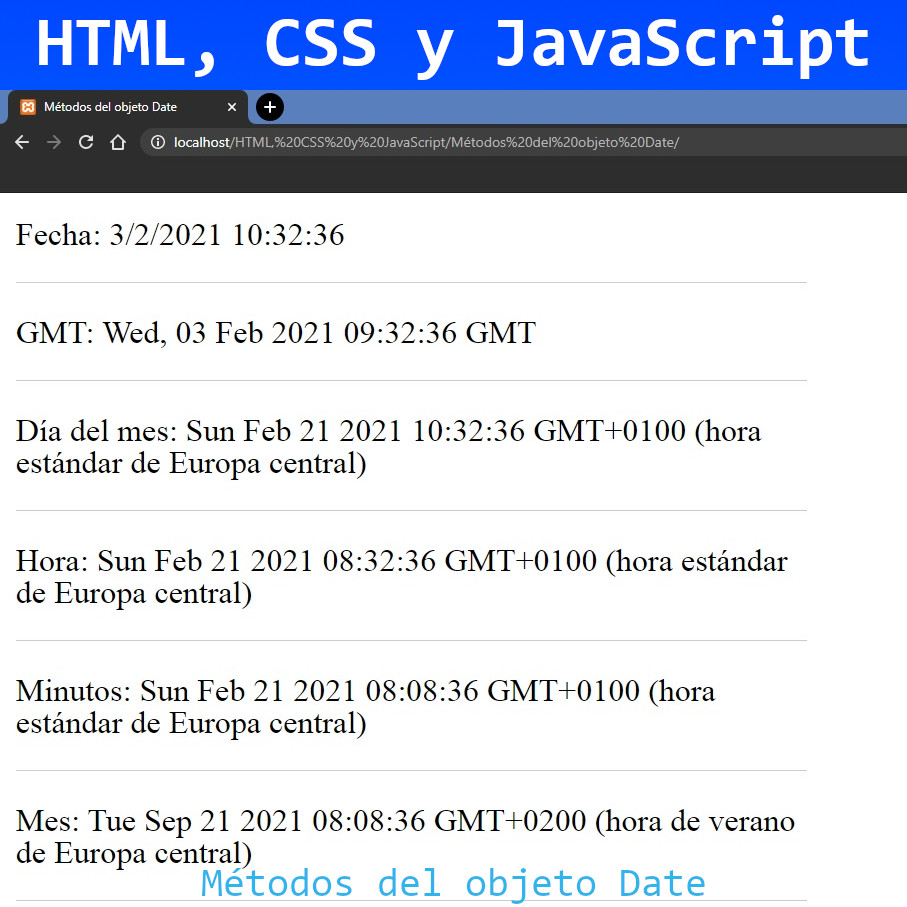 HTML, CSS y JavaScript
Métodos del objeto Date
localhost/HTML,%20CSS%20y%20JavaScript/Métodos%20del%20objeto%20Date/
Fecha: 3/2/2021 10:32:36
GMT: Wed, 03 Feb 2021 09:32:36 GMT
Día del mes: Sun Feb 21 2021 10:32:36 GMT+0100 (hora
estándar de Europa central)
Hora: Sun Feb 21 2021 08:32:36 GMT+0100 (hora estándar
de Europa central)
Minutos: Sun Feb 21 2021 08:08:36 GMT+0100 (hora
estándar de Europa central)
Mes: Tue Sep 21 2021 08:08:36 GMT+0200 (hora de verano
de Europa central)
Métodos del objeto Date